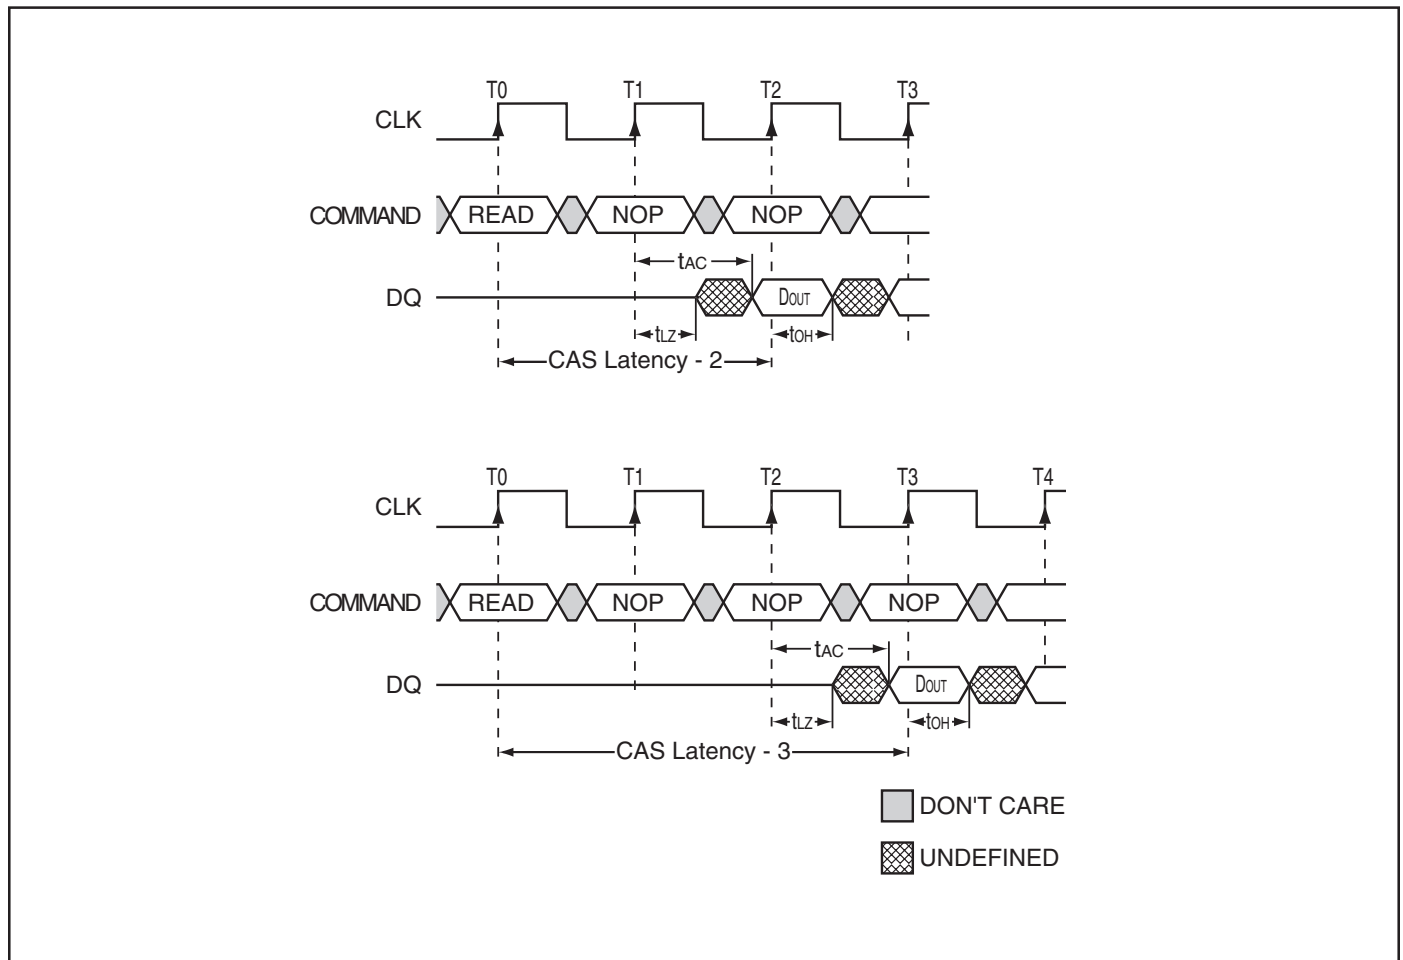 T0 T1 T2 T3
CLK
COMMAND READ NOP NOP
tAC
DQ DOUT
tLZ tOH
CAS Latency - 2
T0 T1 T2 T3 T4
CLK
COMMAND READ NOP NOP NOP
tAC
DQ DOUT
tLZ tOH
CAS Latency - 3
DON'T CARE
UNDEFINED